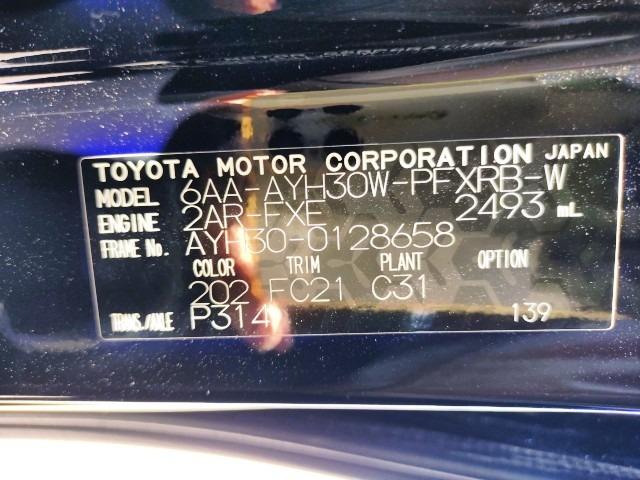 TOYOTA MOTOR CORPORATION JAPAN
MODEL 6AA-AYH30W-PFXRB-W
ENGINE 2AR-FXE 2493 mL
FRAME No. AYH30-0128658
COLOR TRIM PLANT OPTION
202 FC21 C31
TRANS./AXLE P314 139